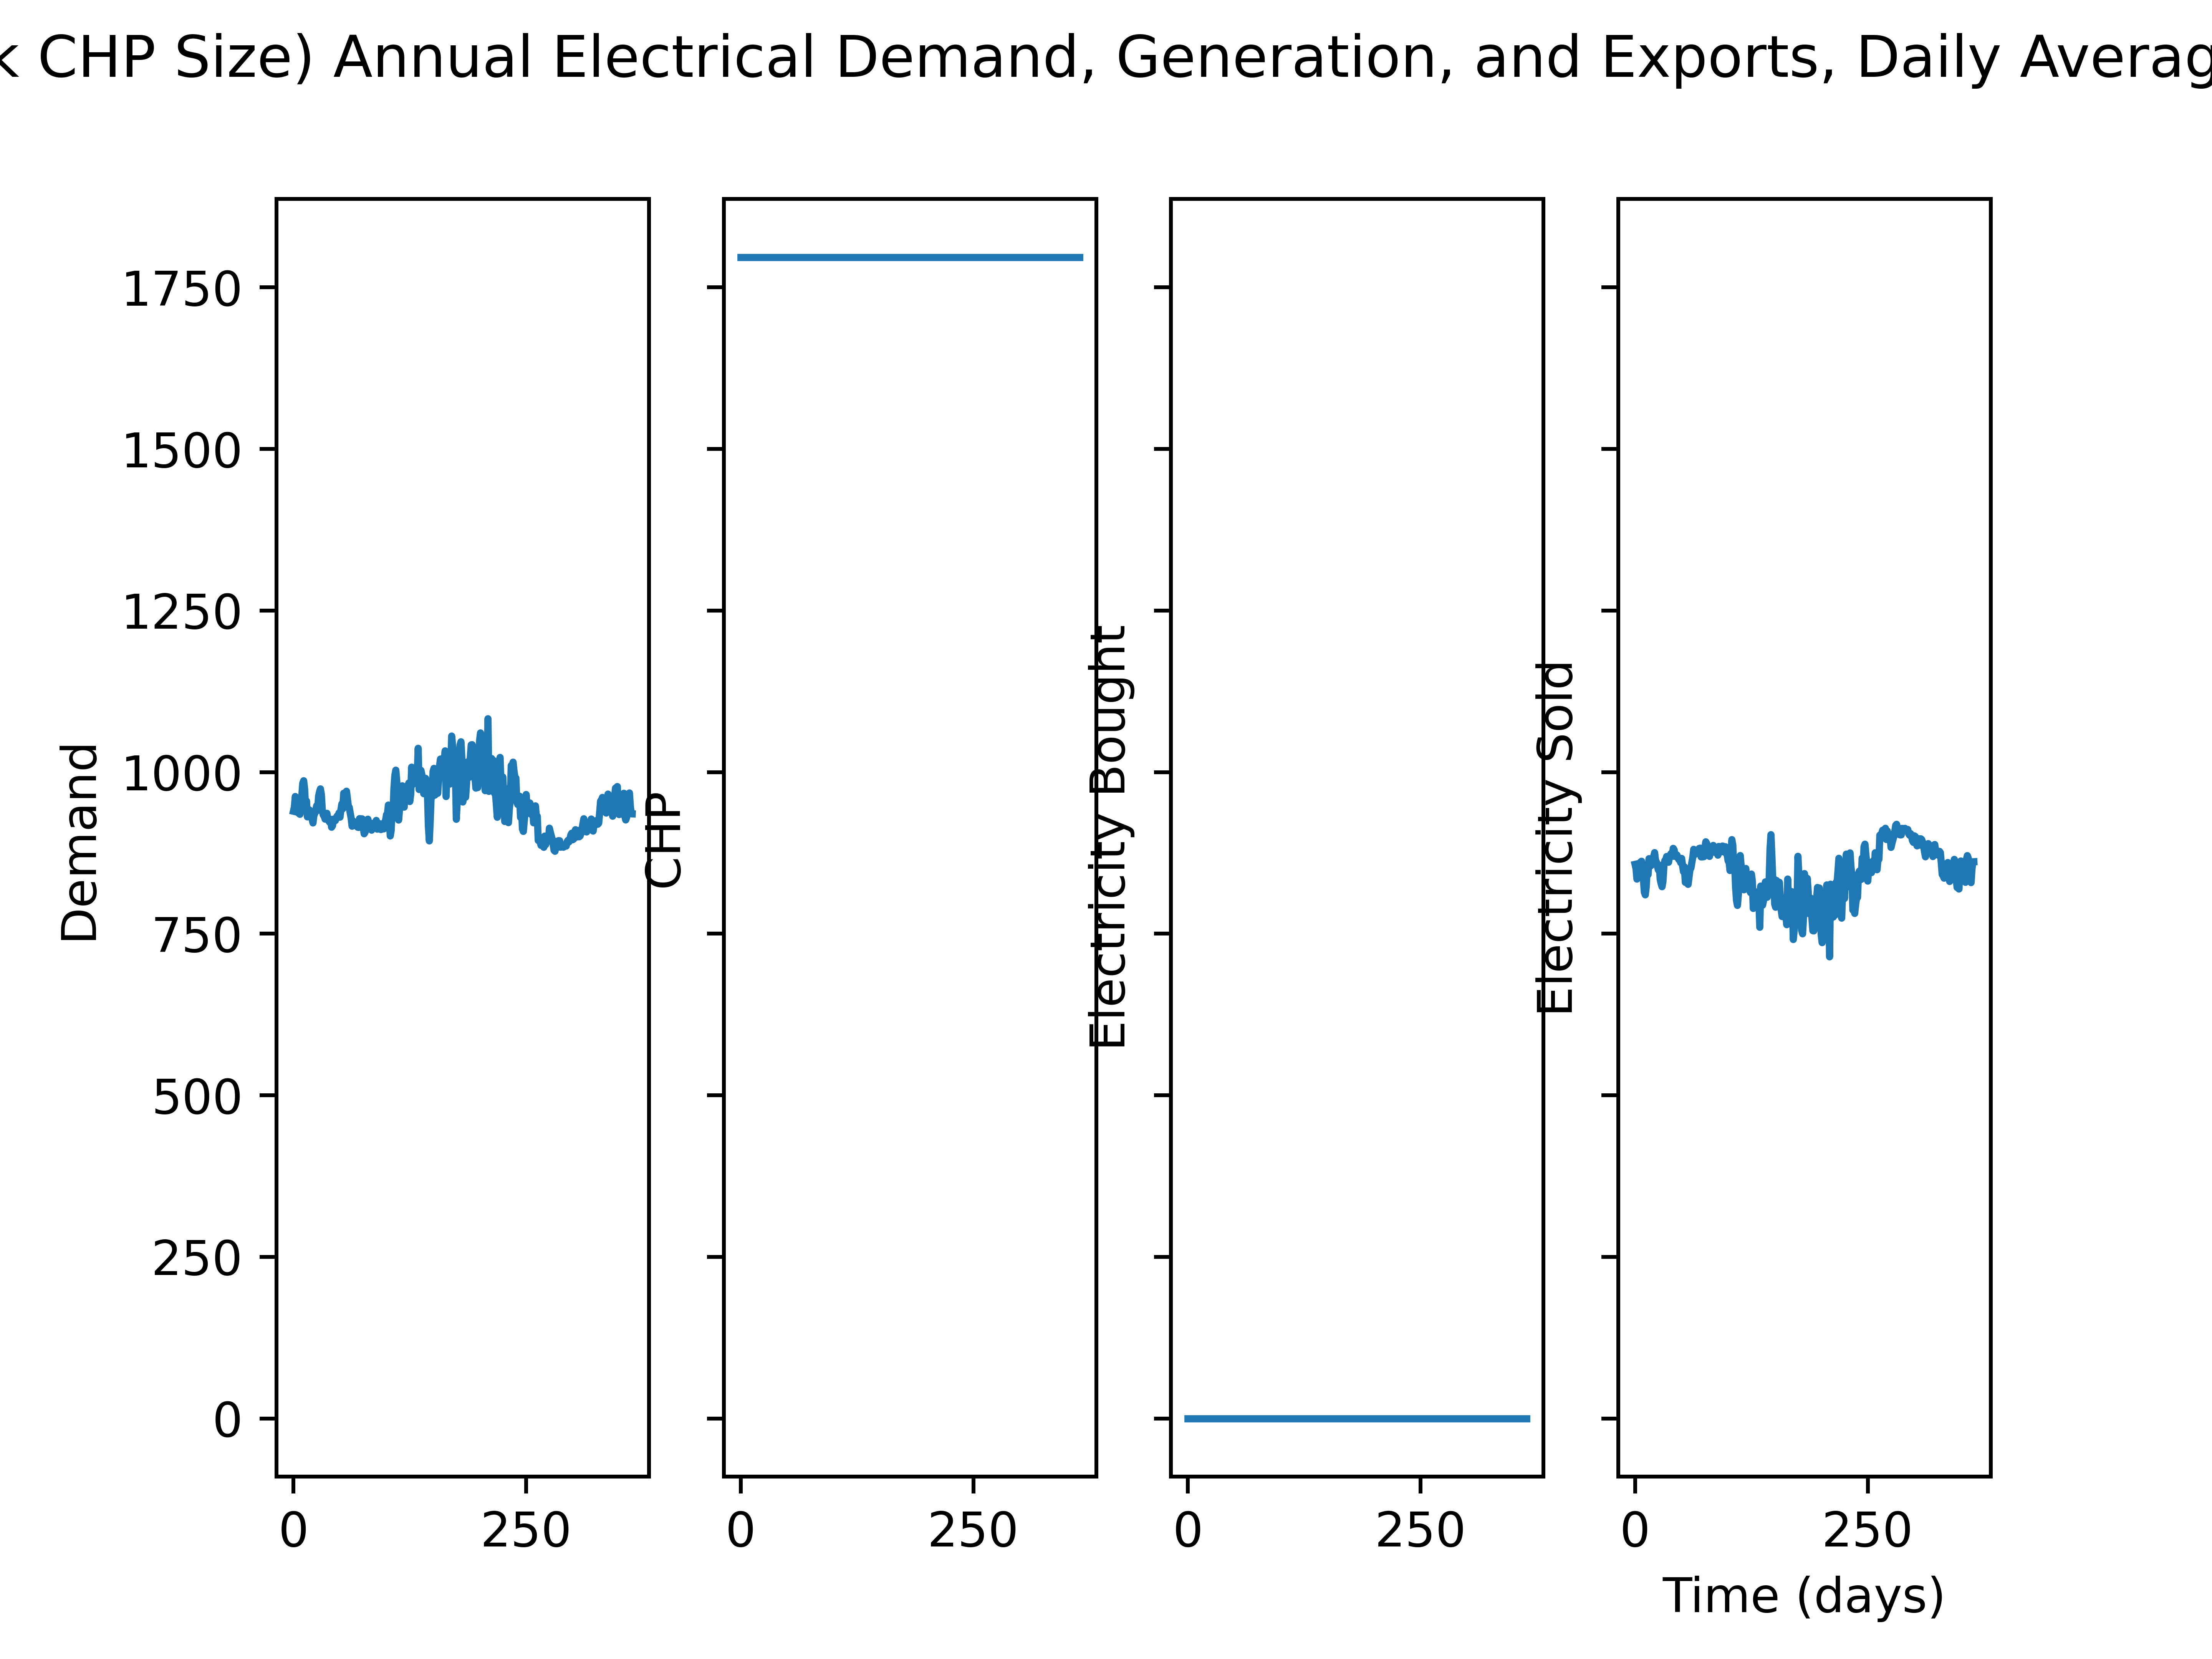 CHP Size) Annual Electrical Demand, Generation, and Exports, Daily
Demand
1750
1500
1250
1000
750
500
250
0
CHP
Electricity Bought
Electricity Sold
0 250 0 250 0 250 0 250
Time (days)